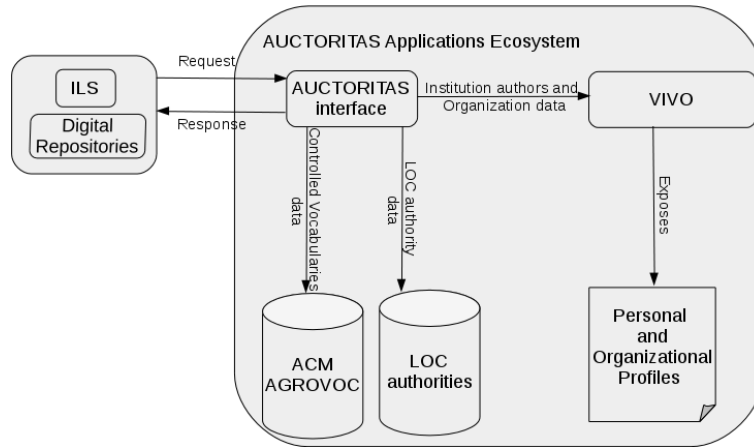 AUCTORITAS Applications Ecosystem
Request
ILS
Digital
Repositories
Response
AUCTORITAS
interface
Institution authors and
Organization data
VIVO
Controlled Vocabularies
data
LOC authority
data
Exposes
ACM
AGROVOC
LOC
authorities
Personal
and
Organizational
Profiles